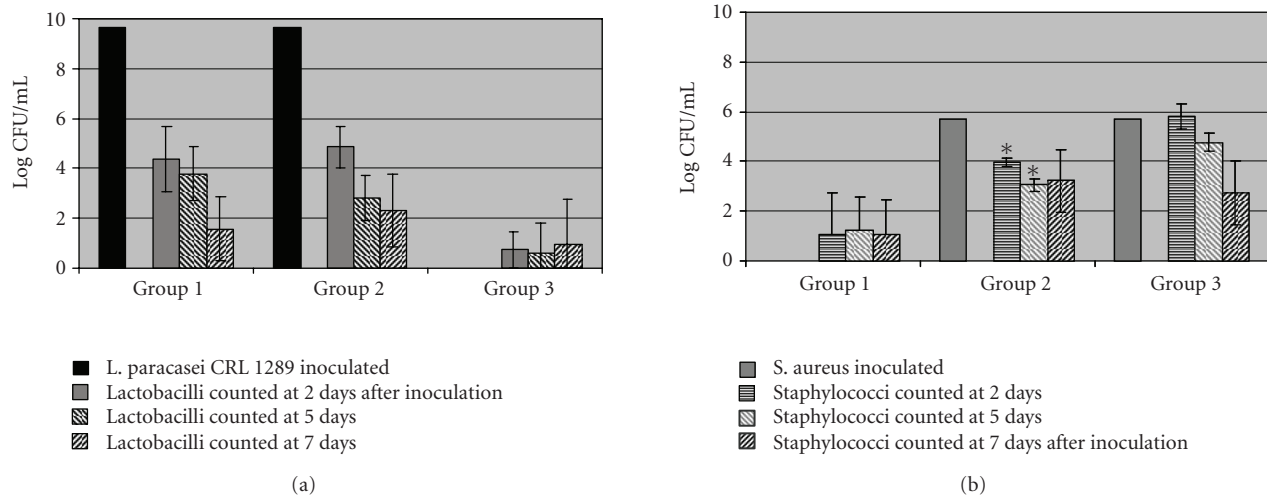 10
8
6
4
2
0
Log CFU/mL
Group 1 Group 2 Group 3
L. paracasei CRL 1289 inoculated
Lactobacilli counted at 2 days after inoculation
Lactobacilli counted at 5 days
Lactobacilli counted at 7 days
(a)
10
8
6
4
2
0
Log CFU/mL
*
*
Group 1 Group 2 Group 3
S. aureus inoculated
Staphylococci counted at 2 days
Staphylococci counted at 5 days
Staphylococci counted at 7 days after inoculation
(b)